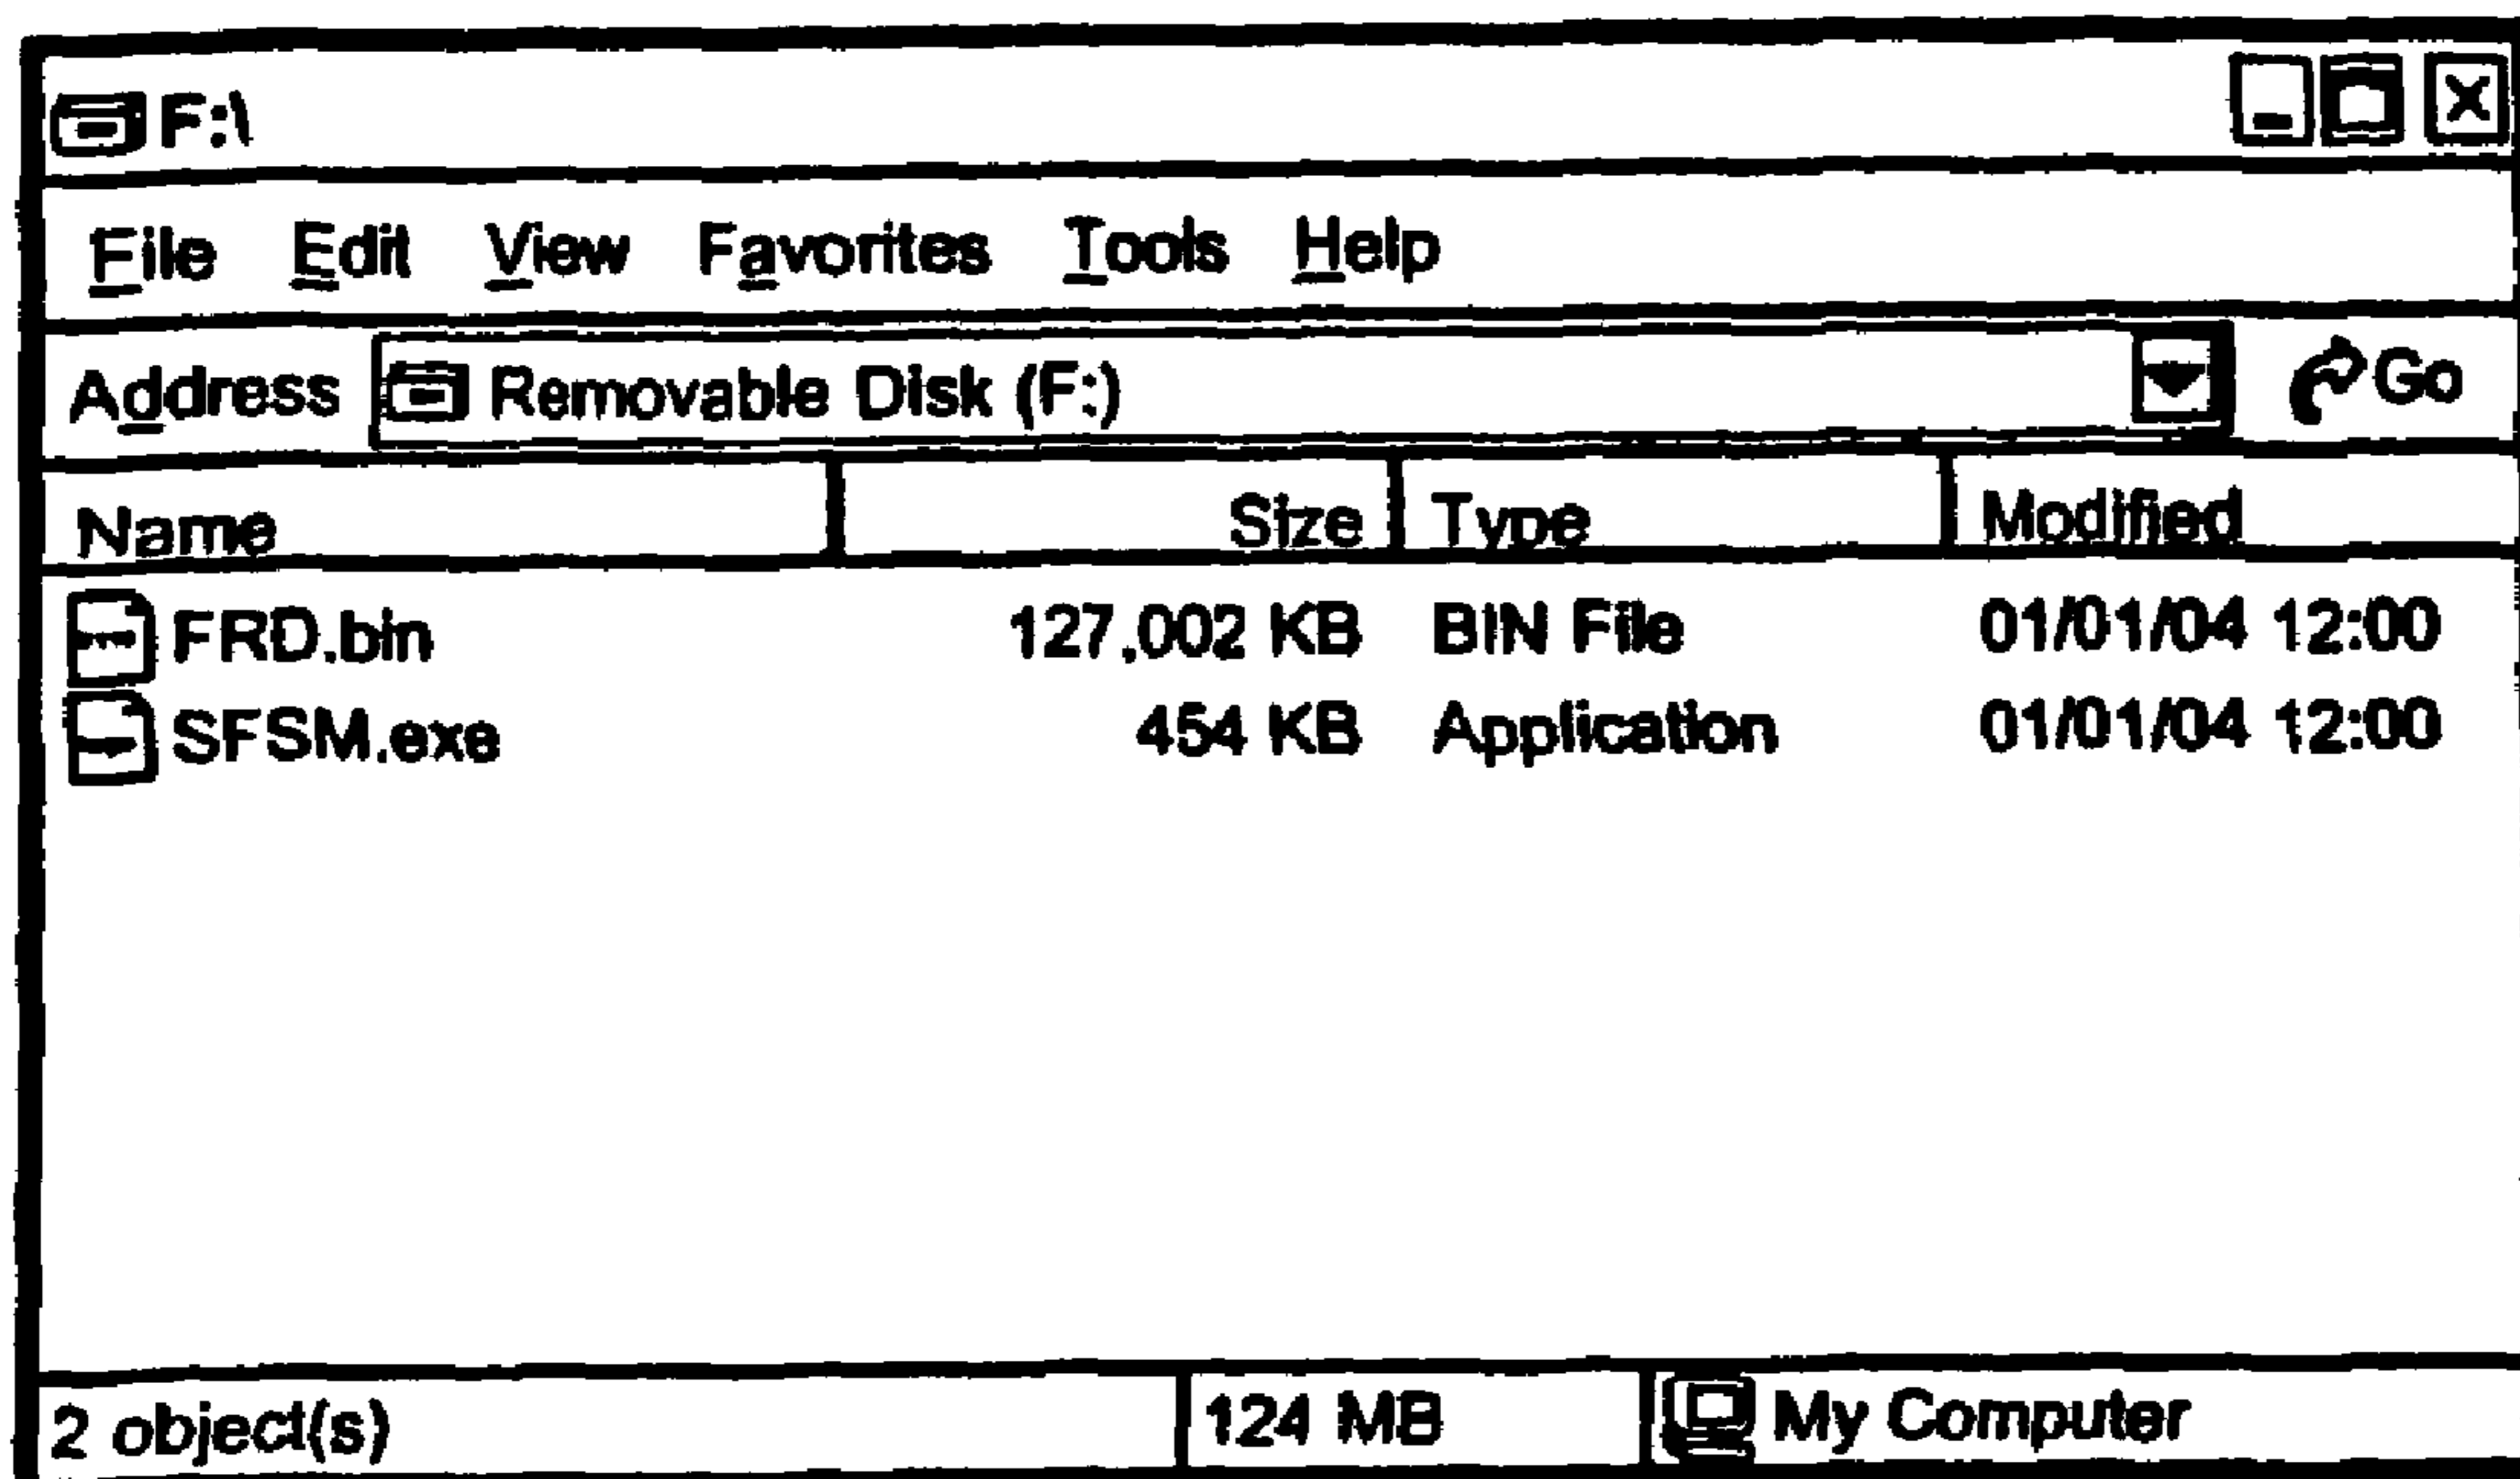 F:\
File Edit View Favorites Tools Help
Address Removable Disk (F:) Go
Name Size Type Modified
FRD.bin 127,002 KB BIN File 01/01/04 12:00
SFSM.exe 454 KB Application 01/01/04 12:00
2 object(s) 124 MB My Computer